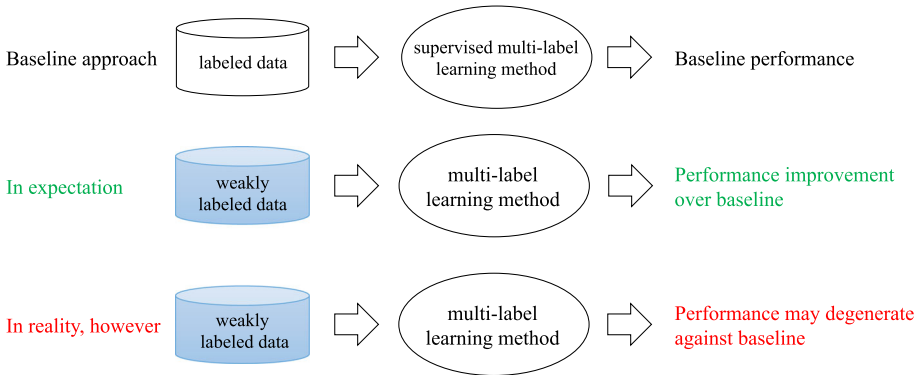 Baseline approach
labeled data
supervised multi-label
learning method
Baseline performance
In expectation
weakly
labeled data
multi-label
learning method
Performance improvement
over baseline
In reality, however
weakly
labeled data
multi-label
learning method
Performance may degenerate
against baseline